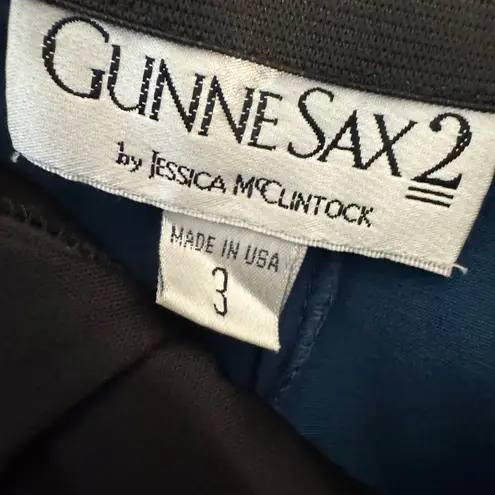 GUNNE SAX 2
by JESSICA McCLINTOCK
MADE IN USA
3